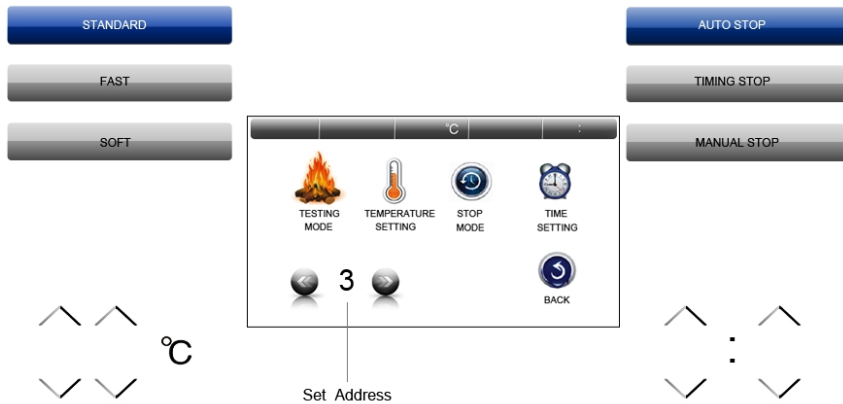 STANDARD
FAST
SOFT
AUTO STOP
TIMING STOP
MANUAL STOP
℃ :
TESTING
MODE
TEMPERATURE
SETTING
STOP
MODE
TIME
SETTING
3
BACK
℃
:
Set Address